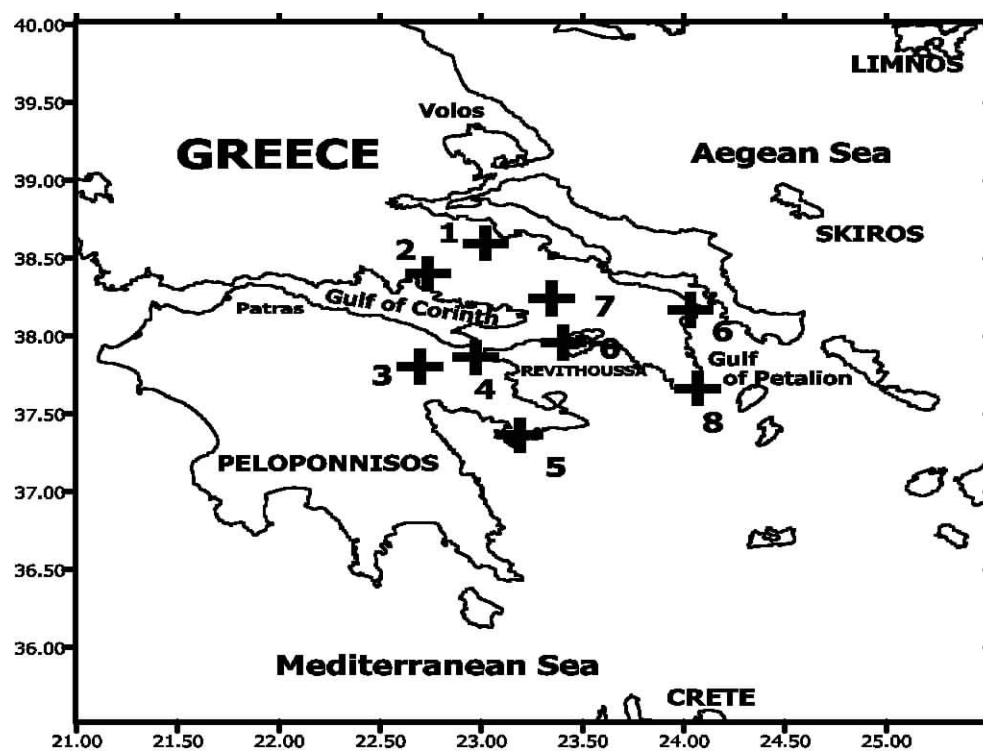 40.00
39.50
39.00
38.50
38.00
37.50
37.00
36.50
36.00
21.00 21.50 22.00 22.50 23.00 23.50 24.00 24.50 25.00
LIMNOS
Volos
GREECE
Aegean Sea
SKIROS
1
2
Gulf of Corinth
Patras
7
6
0
REVITHOUSSA
Gulf
of Petalion
3
4
8
5
PELOPONNISOS
Mediterranean Sea
CRETE